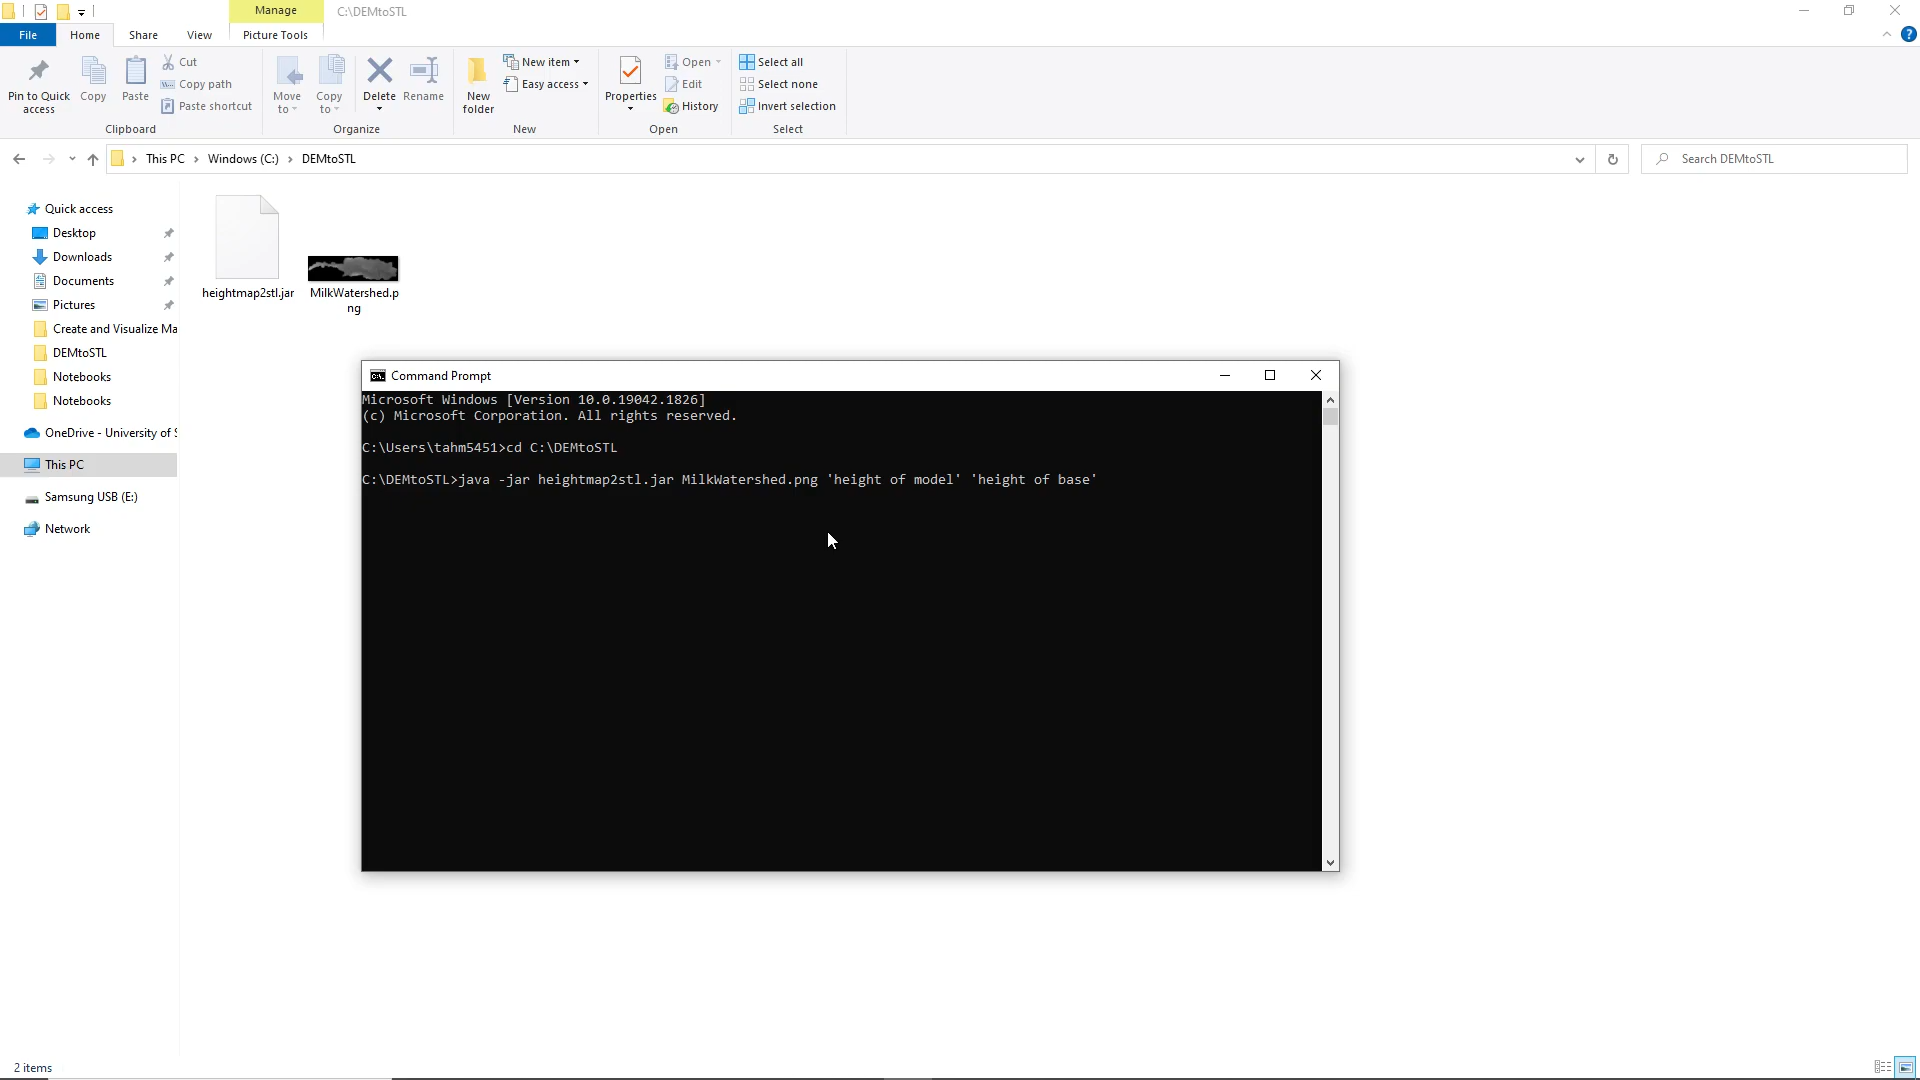 Manage
C:\DEMtoSTL
File
Home
Share
View
Picture Tools
Pin to Quick
access
Copy
Paste
Cut
Copy path
Paste shortcut
Clipboard
Move
to
Copy
to
Delete
Rename
Organize
New
folder
New item
Easy access
New
Properties
Open
Edit
History
Open
Select all
Select none
Invert selection
Select
This PC
Windows (C:)
DEMtoSTL
Search DEMtoSTL
Quick access
Desktop
Downloads
Documents
Pictures
Create and Visualize Ma
DEMtoSTL
Notebooks
Notebooks
OneDrive - University of S
This PC
Samsung USB (E:)
Network
heightmap2stl.jar
MilkWatershed.p
ng
Command Prompt
Microsoft Windows [Version 10.0.19042.1826]
(c) Microsoft Corporation. All rights reserved.
C:\Users\tahm5451>cd C:\DEMtoSTL
C:\DEMtoSTL>java -jar heightmap2stl.jar MilkWatershed.png 'height of model' 'height of base'
2 items